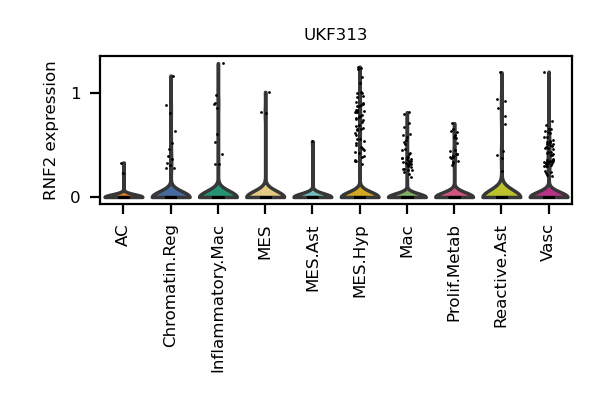 UKF313
RNF2 expression
1
0
AC
Chromatin.Reg
Inflammatory.Mac
MES
MES.Ast
MES.Hyp
Mac
Prolif.Metab
Reactive.Ast
Vasc